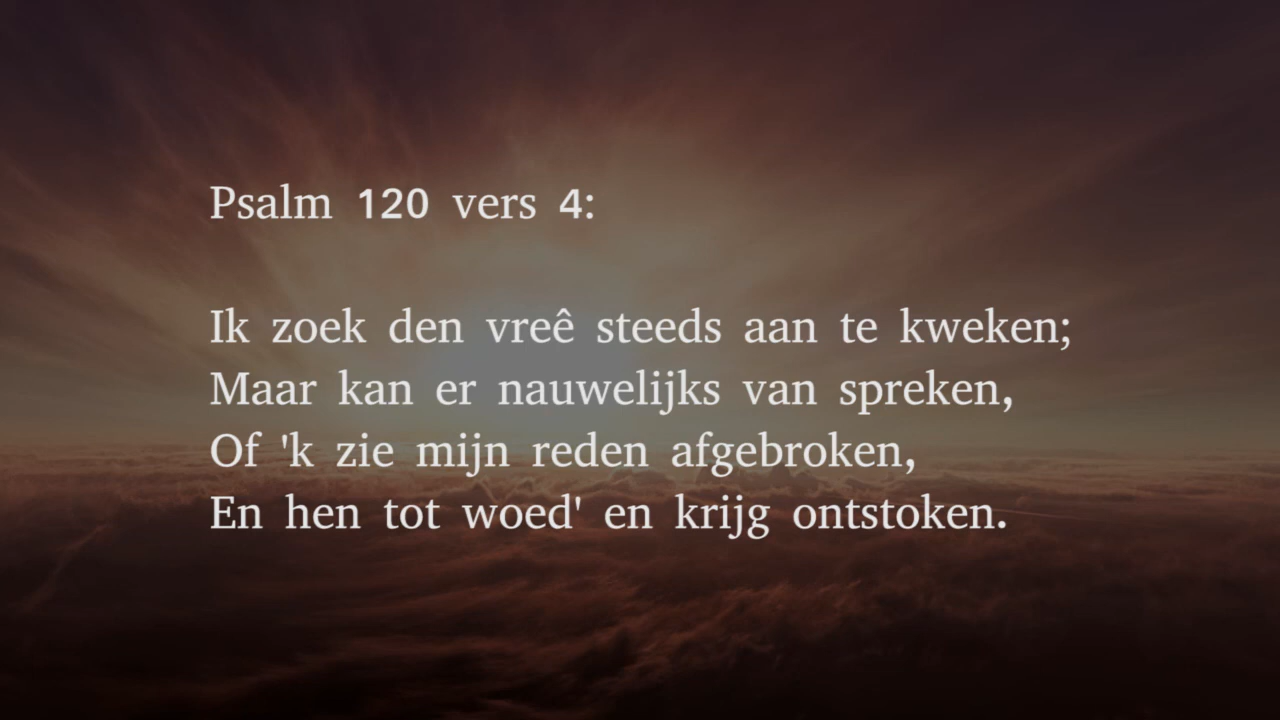 Psalm 120 vers 4:
Ik zoek den vreê steeds aan te kweken;
Maar kan er nauwelijks van spreken,
Of 'k zie mijn reden afgebroken,
En hen tot woed' en krijg ontstoken.